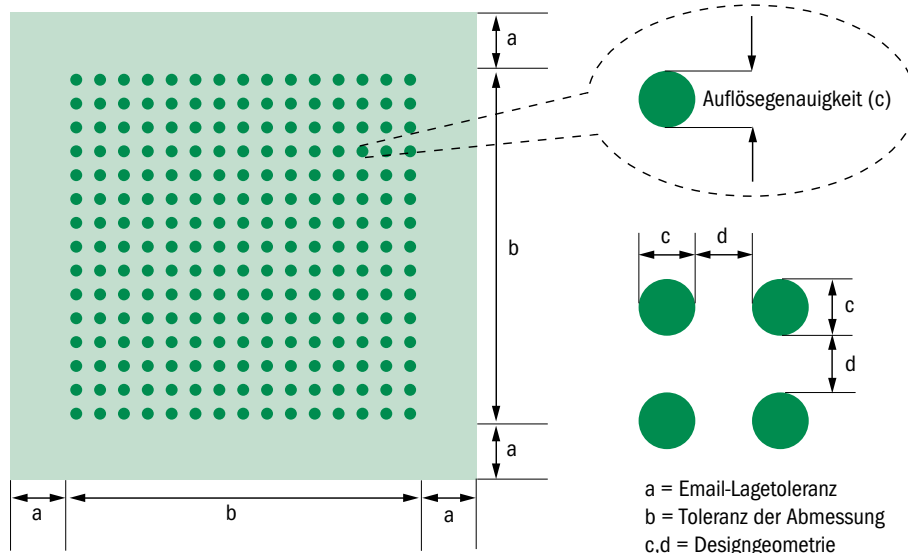 a
Auflösegenauigkeit (c)
b
c
d
c
d
a
a
b
a
a = Email-Lagetoleranz
b = Toleranz der Abmessung
c,d = Designgeometrie